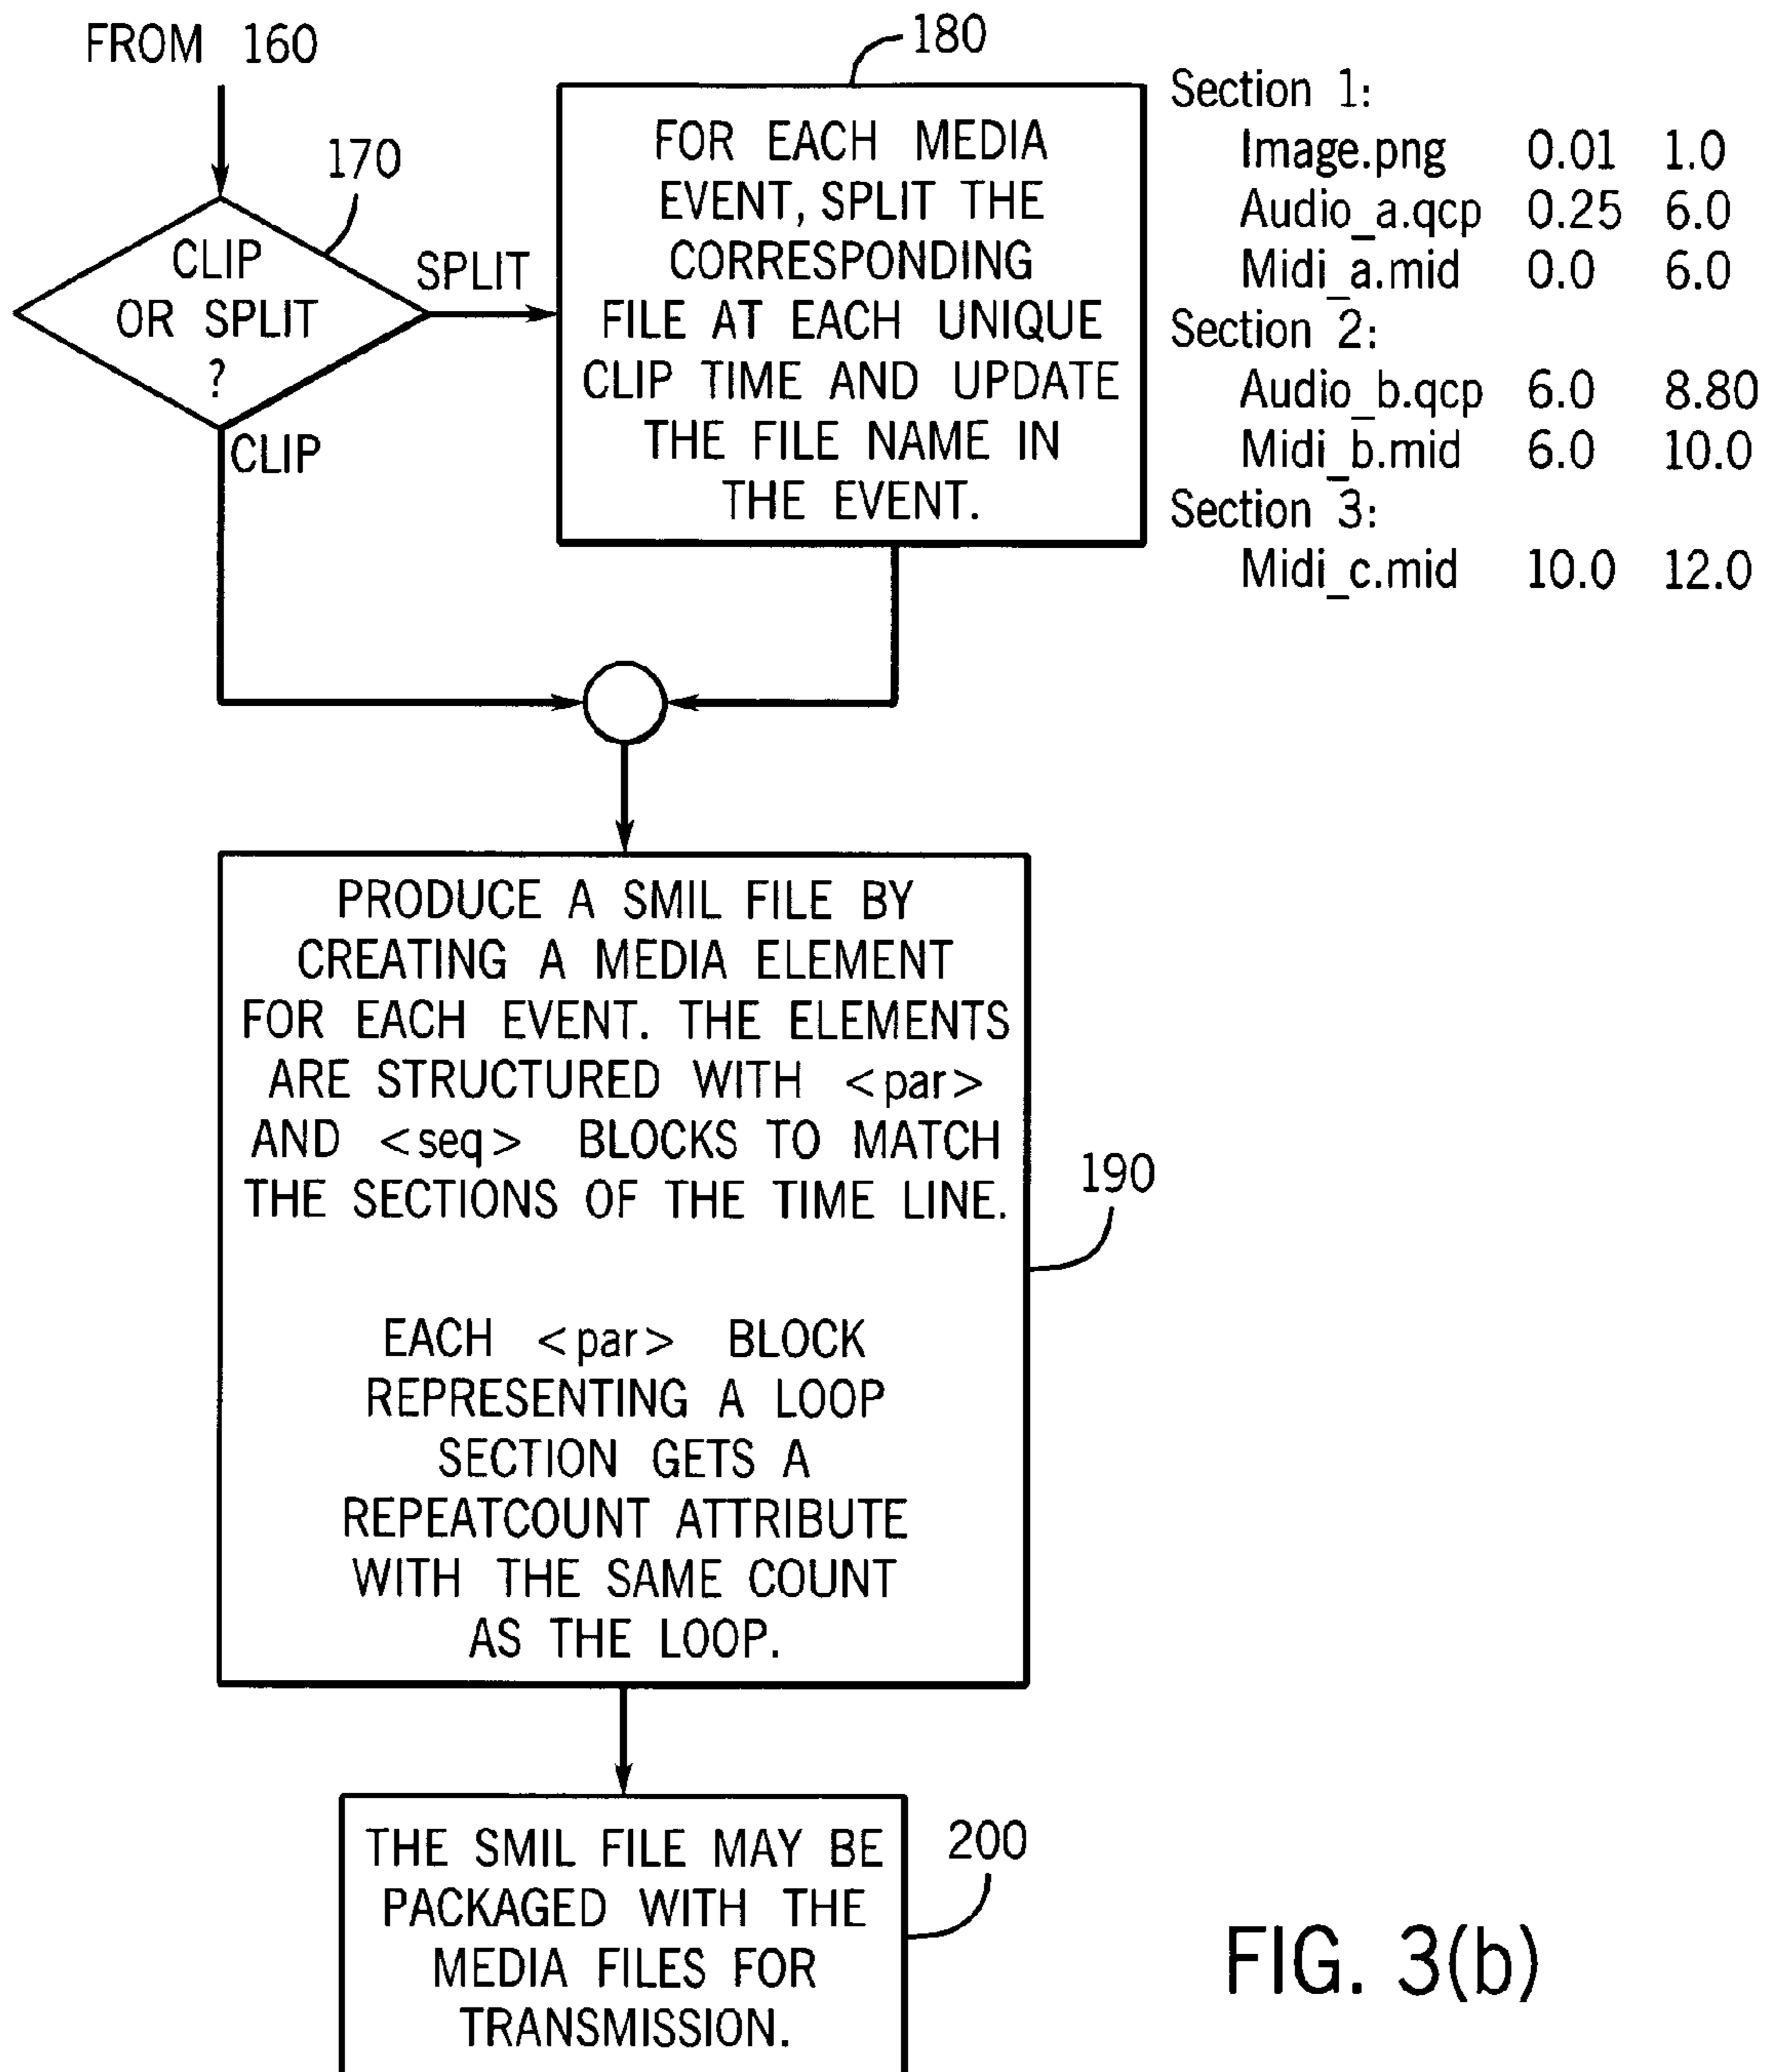 FROM 160
170
CLIP
OR SPLIT
?
SPLIT
CLIP
180
FOR EACH MEDIA
EVENT, SPLIT THE
CORRESPONDING
FILE AT EACH UNIQUE
CLIP TIME AND UPDATE
THE FILE NAME IN
THE EVENT.
Section 1:
Image.png 0.01 1.0
Audio_a.qcp 0.25 6.0
Midi_a.mid 0.0 6.0
Section 2:
Audio_b.qcp 6.0 8.80
Midi_b.mid 6.0 10.0
Section 3:
Midi_c.mid 10.0 12.0
PRODUCE A SMIL FILE BY
CREATING A MEDIA ELEMENT
FOR EACH EVENT. THE ELEMENTS
ARE STRUCTURED WITH <par>
AND <seq> BLOCKS TO MATCH
THE SECTIONS OF THE TIME LINE.
EACH <par> BLOCK
REPRESENTING A LOOP
SECTION GETS A
REPEATCOUNT ATTRIBUTE
WITH THE SAME COUNT
AS THE LOOP.
190
THE SMIL FILE MAY BE
PACKAGED WITH THE
MEDIA FILES FOR
TRANSMISSION.
200
FIG. 3(b)